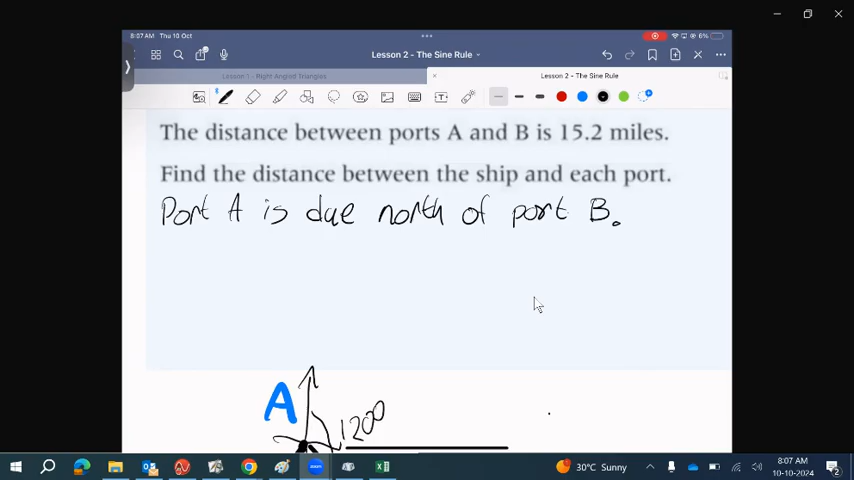 8:07 AM Thu 10 Oct
6%
Lesson 2 - The Sine Rule
Lesson 1 - Right Angled Triangles
Lesson 2 - The Sine Rule
The distance between ports A and B is 15.2 miles.
Find the distance between the ship and each port.
Port A is due north of port B.
A
120°
30°C Sunny
8:07 AM
10-10-2024
2